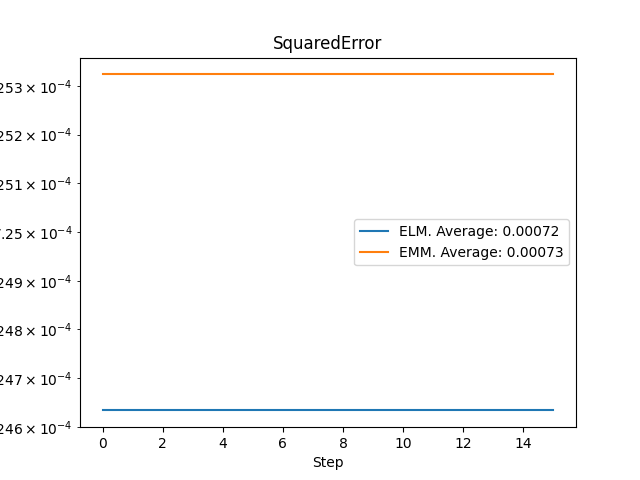 SquaredError
253 × 10⁻⁴
252 × 10⁻⁴
251 × 10⁻⁴
.25 × 10⁻⁴
249 × 10⁻⁴
248 × 10⁻⁴
247 × 10⁻⁴
246 × 10⁻⁴
ELM. Average: 0.00072
EMM. Average: 0.00073
0 2 4 6 8 10 12 14
Step